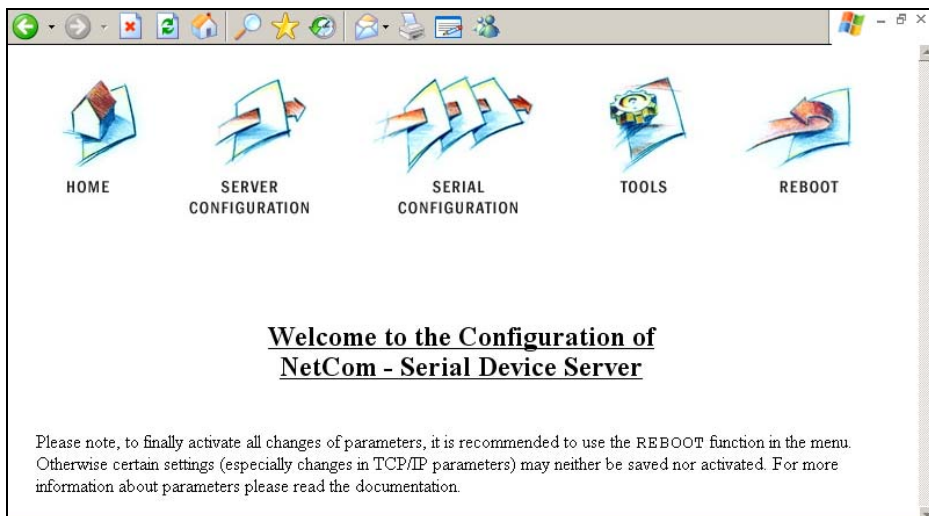 HOME
SERVER
CONFIGURATION
SERIAL
CONFIGURATION
TOOLS
REBOOT
Welcome to the Configuration of
NetCom - Serial Device Server
Please note, to finally activate all changes of parameters, it is recommended to use the REBOOT function in the menu.
Otherwise certain settings (especially changes in TCP/IP parameters) may neither be saved nor activated. For more
information about parameters please read the documentation.